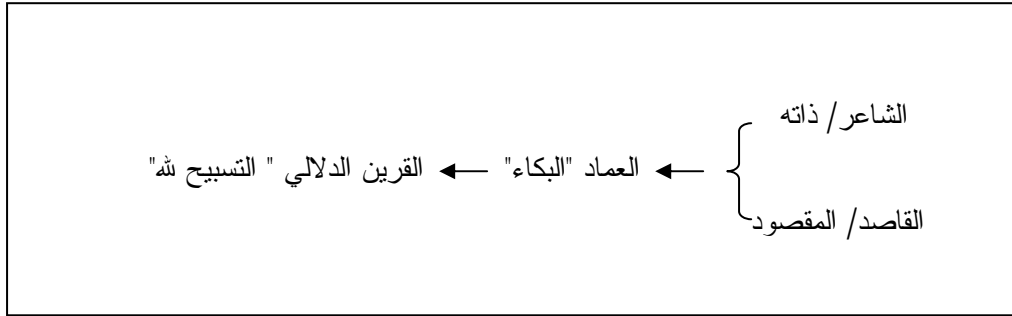 الشاعر/ ذاته
العماد "البكاء" القرين الدلالي " التسبيح لله"
القاصد/ المقصود